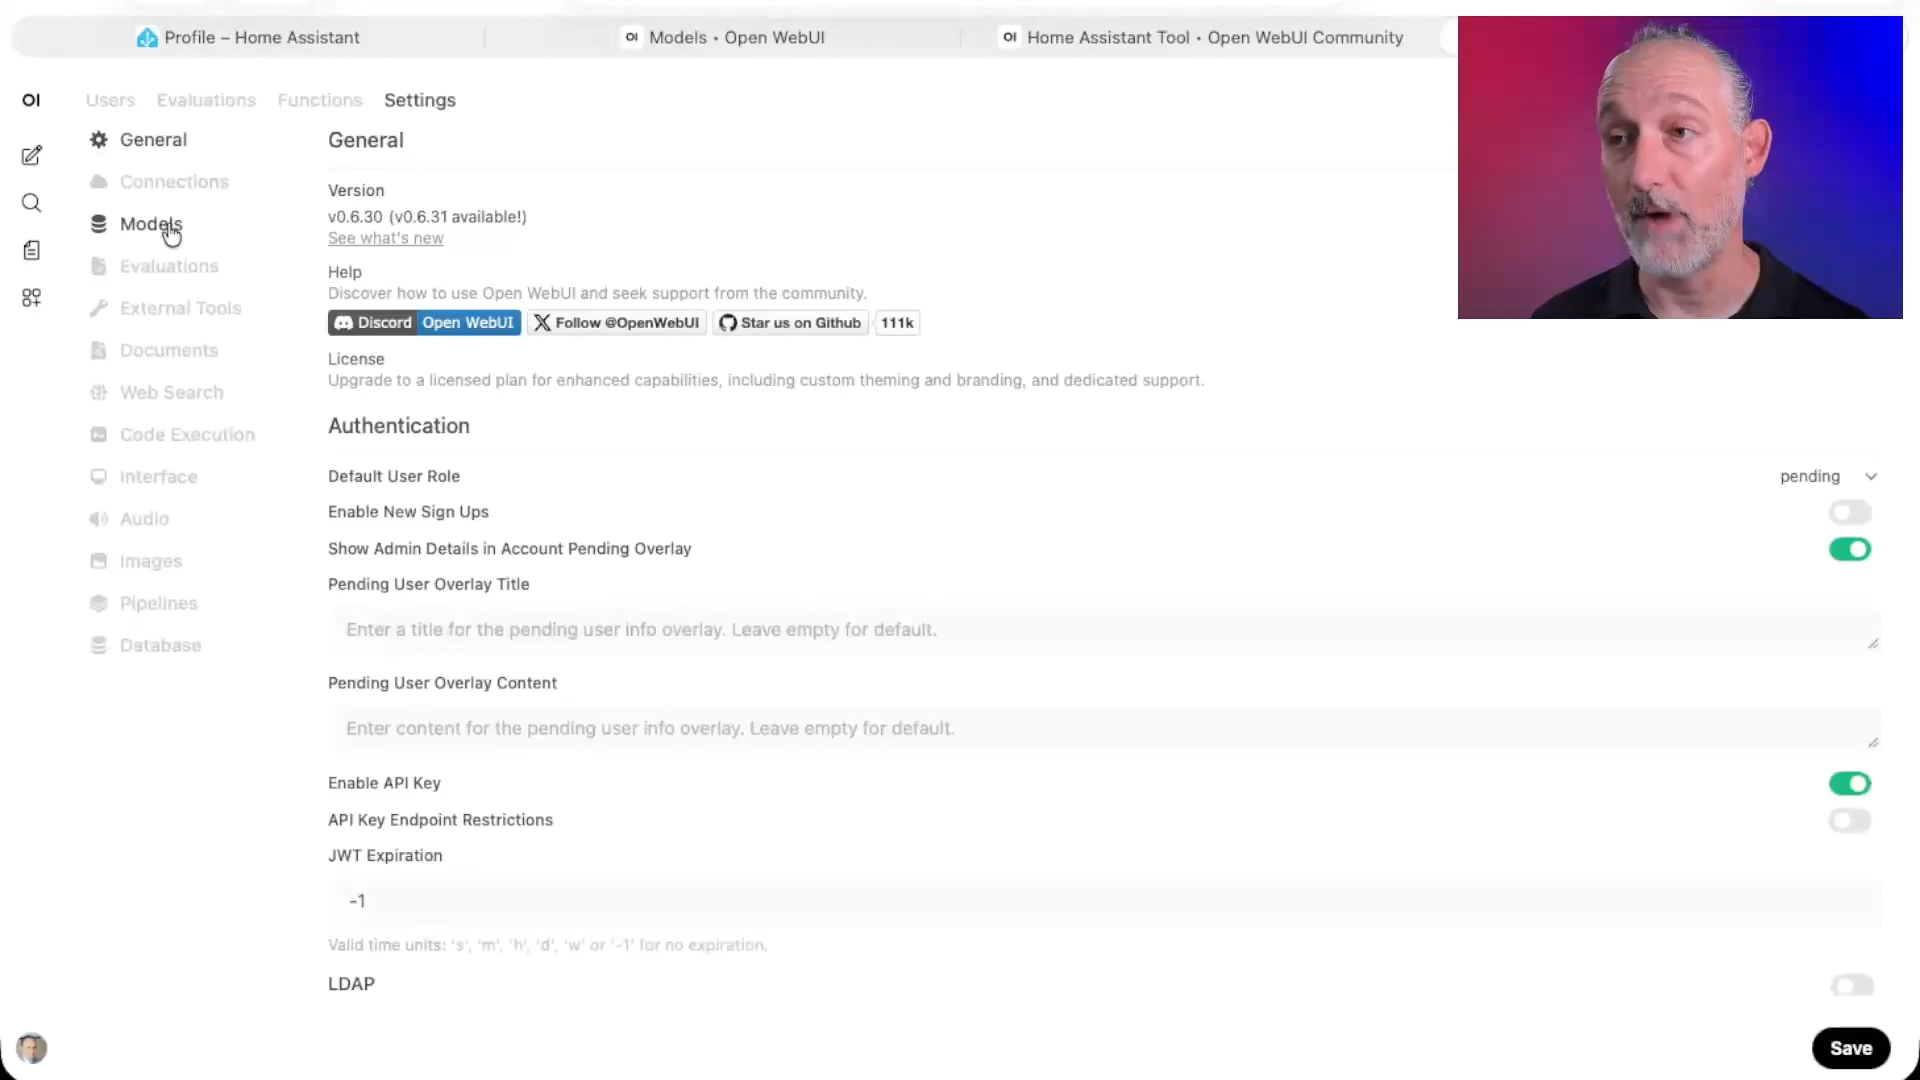 Profile – Home Assistant
OI Models • Open WebUI
OI Home Assistant Tool • Open WebUI Community
OI
Users Evaluations Functions Settings
General
Connections
Models
Evaluations
External Tools
Documents
Web Search
Code Execution
Interface
Audio
Images
Pipelines
Database
General
Version
v0.6.30 (v0.6.31 available!)
See what's new
Help
Discover how to use Open WebUI and seek support from the community.
Discord Open WebUI Follow @OpenWebUI Star us on Github 111k
License
Upgrade to a licensed plan for enhanced capabilities, including custom theming and branding, and dedicated support.
Authentication
Default User Role pending
Enable New Sign Ups
Show Admin Details in Account Pending Overlay
Pending User Overlay Title
Enter a title for the pending user info overlay. Leave empty for default.
Pending User Overlay Content
Enter content for the pending user info overlay. Leave empty for default.
Enable API Key
API Key Endpoint Restrictions
JWT Expiration
-1
Valid time units: 's', 'm', 'h', 'd', 'w' or '-1' for no expiration.
LDAP
Save